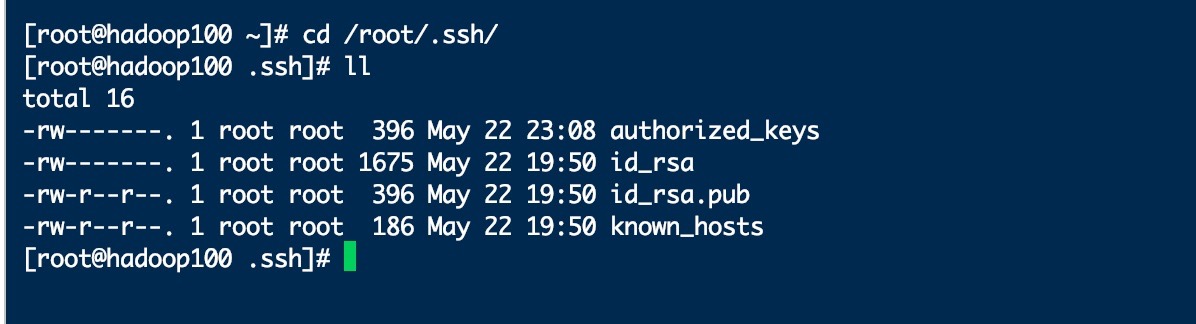 [root@hadoop100 ~]# cd /root/.ssh/
[root@hadoop100 .ssh]# ll
total 16
-rw-------. 1 root root  396 May 22 23:08 authorized_keys
-rw-------. 1 root root 1675 May 22 19:50 id_rsa
-rw-r--r--. 1 root root  396 May 22 19:50 id_rsa.pub
-rw-r--r--. 1 root root  186 May 22 19:50 known_hosts
[root@hadoop100 .ssh]#